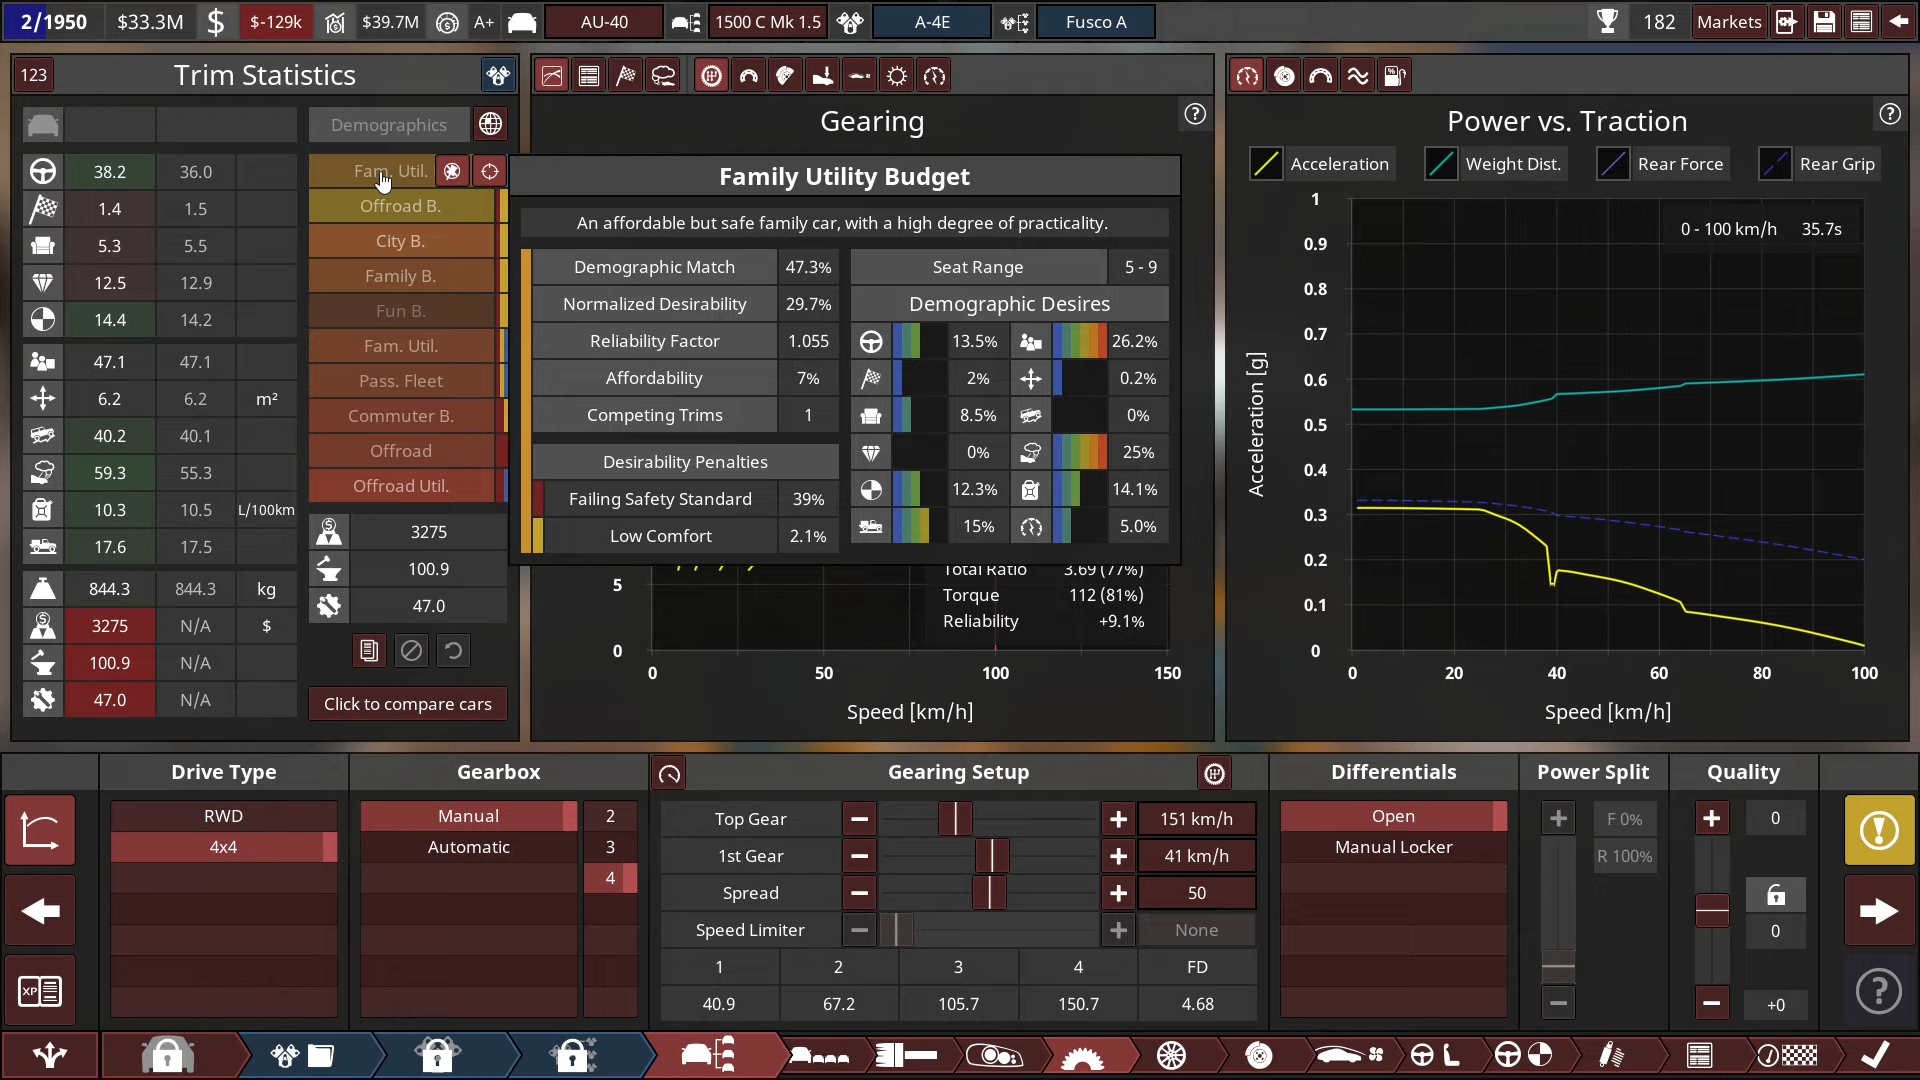 2/1950 $33.3M $-129k $39.7M A+ AU-40 1500 C Mk 1.5 A-4E Fusco A 182 Markets
123 Trim Statistics
Demographics
38.2 36.0
1.4 1.5
5.3 5.5
12.5 12.9
14.4 14.2
47.1 47.1
6.2 6.2 m²
40.2 40.1
59.3 55.3
10.3 10.5 L/100km
17.6 17.5
844.3 844.3 kg
3275 N/A $
100.9 N/A
47.0 N/A
Fam. Util.
Offroad B.
City B.
Family B.
Fun B.
Fam. Util.
Pass. Fleet
Commuter B.
Offroad
Offroad Util.
3275
100.9
47.0
Click to compare cars
Gearing
?
Family Utility Budget
An affordable but safe family car, with a high degree of practicality.
Demographic Match 47.3%
Normalized Desirability 29.7%
Reliability Factor 1.055
Affordability 7%
Competing Trims 1
Desirability Penalties
Failing Safety Standard 39%
Low Comfort 2.1%
Seat Range 5 - 9
Demographic Desires
13.5% 26.2%
2% 0.2%
8.5% 0%
0% 25%
12.3% 14.1%
15% 5.0%
Total Ratio 3.69 (77%)
Torque 112 (81%)
Reliability +9.1%
5
0
0 50 100 150
Speed [km/h]
Power vs. Traction
?
Acceleration Weight Dist. Rear Force Rear Grip
0 - 100 km/h 35.7s
Acceleration [g]
1
0.9
0.8
0.7
0.6
0.5
0.4
0.3
0.2
0.1
0
0 20 40 60 80 100
Speed [km/h]
Drive Type
RWD
4x4
Gearbox
Manual
Automatic
2
3
4
Gearing Setup
Top Gear 151 km/h
1st Gear 41 km/h
Spread 50
Speed Limiter None
1 2 3 4 FD
40.9 67.2 105.7 150.7 4.68
Differentials
Open
Manual Locker
Power Split
F 0%
R 100%
Quality
0
0
+0
XP
?